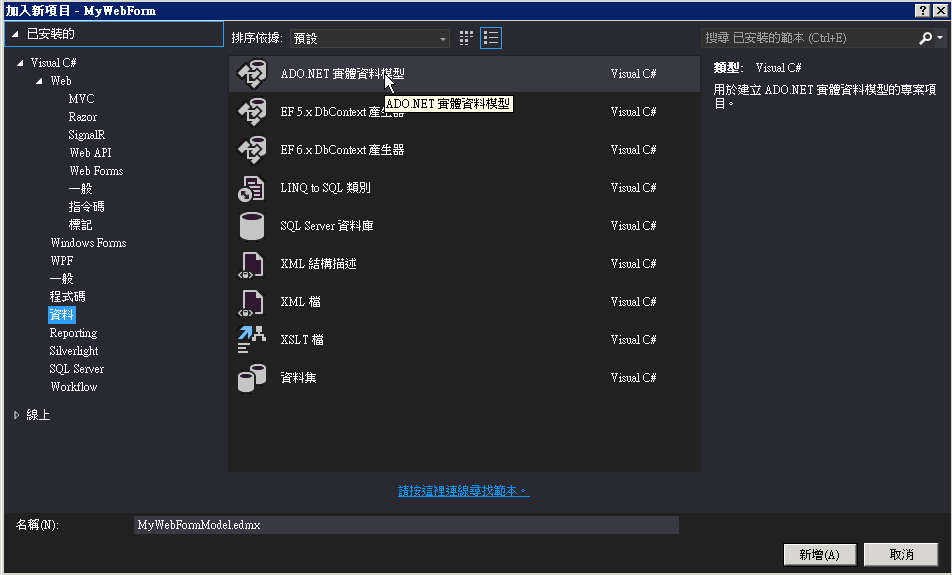 加入新項目 - MyWebForm
已安裝的
排序依據: 預設
搜尋 已安裝的範本 (Ctrl+E)
Visual C#
Web
MVC
Razor
SignalR
Web API
Web Forms
一般
指令碼
標記
Windows Forms
WPF
一般
程式碼
資料
Reporting
Silverlight
SQL Server
Workflow
線上
ADO.NET 實體資料模型 Visual C#
ADO.NET 實體資料模型
EF 5.x DbContext 產生器 Visual C#
EF 6.x DbContext 產生器 Visual C#
LINQ to SQL 類別 Visual C#
SQL Server 資料庫 Visual C#
XML 結構描述 Visual C#
XML 檔 Visual C#
XSLT 檔 Visual C#
資料集 Visual C#
類型: Visual C#
用於建立 ADO.NET 實體資料模型的專案項
目。
請按這裡連線尋找範本。
名稱(N): MyWebFormModel.edmx
新增(A) 取消